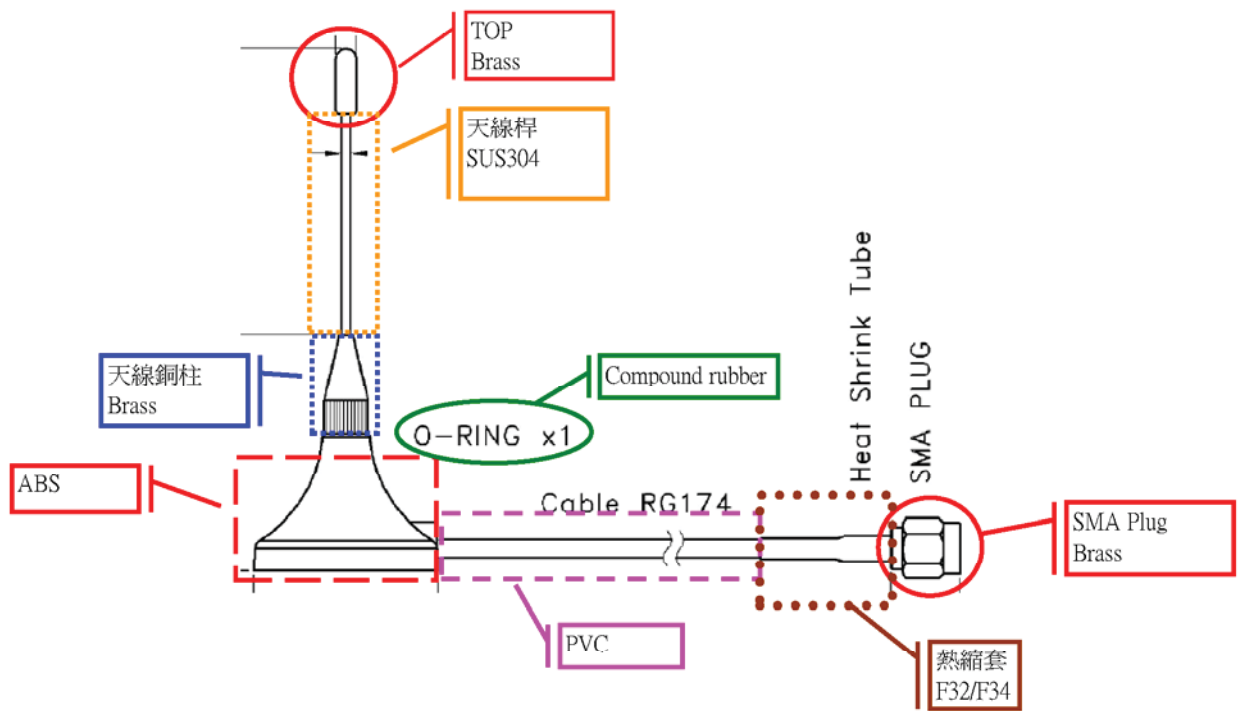 TOP
Brass
天線桿
SUS304
天線銅柱
Brass
Compound rubber
O-RING x1
ABS
Cable RG174
Heat Shrink Tube
SMA PLUG
SMA Plug
Brass
PVC
熱縮套
F32/F34